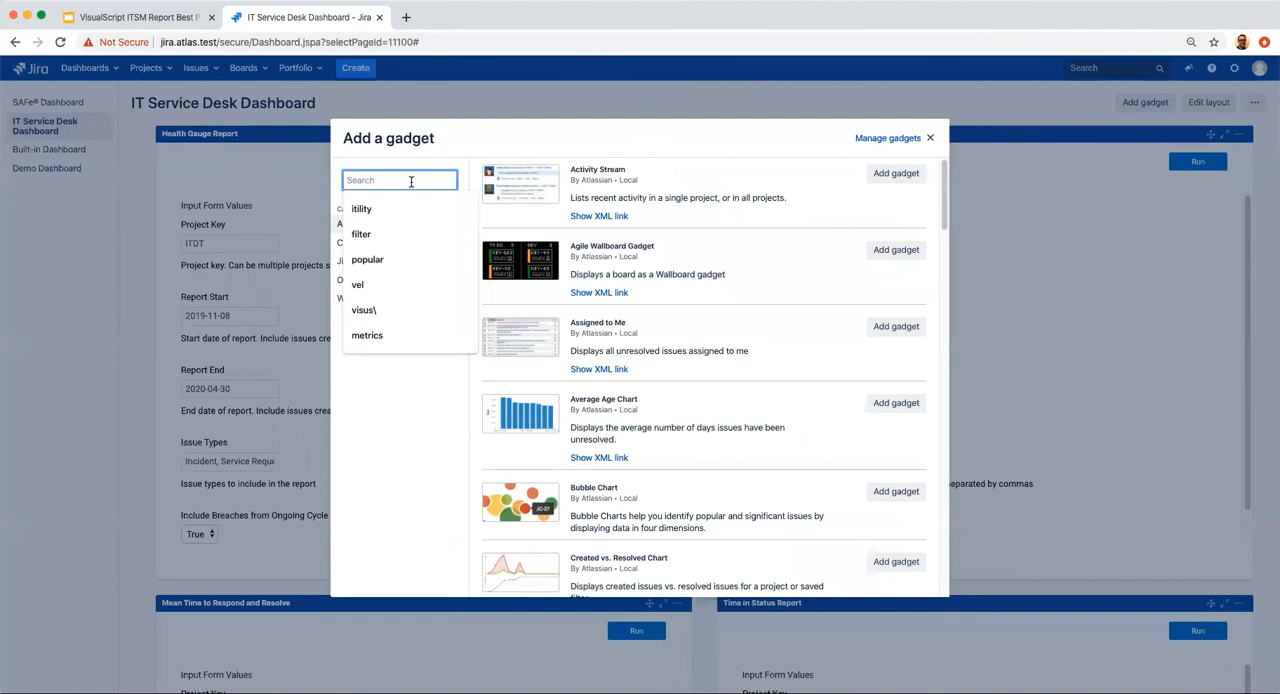 VisualScript ITSM Report Best P
IT Service Desk Dashboard - Jira
Not Secure
jira.atlas.test/secure/Dashboard.jspa?selectPageId=11100#
Jira
Dashboards
Projects
Issues
Boards
Portfolio
Create
Search
SAFe® Dashboard
IT Service Desk
Dashboard
Built-in Dashboard
Demo Dashboard
IT Service Desk Dashboard
Add gadget
Edit layout
Health Gauge Report
Run
Input Form Values
Project Key
ITDT
Project key. Can be multiple projects s
Report Start
2019-11-08
Start date of report. Include issues cre
Report End
2020-04-30
End date of report. Include issues crea
Issue Types
Incident, Service Reque
Issue types to include in the report
eparated by commas
Include Breaches from Ongoing Cycle
True
Add a gadget
Manage gadgets
Search
itility
filter
popular
vel
visus\
metrics
Activity Stream
By Atlassian • Local
Lists recent activity in a single project, or in all projects.
Show XML link
Add gadget
Agile Wallboard Gadget
By Atlassian • Local
Displays a board as a Wallboard gadget
Show XML link
Add gadget
Assigned to Me
By Atlassian • Local
Displays all unresolved issues assigned to me
Show XML link
Add gadget
Average Age Chart
By Atlassian • Local
Displays the average number of days issues have been
unresolved.
Show XML link
Add gadget
JC-27
Bubble Chart
By Atlassian • Local
Bubble Charts help you identify popular and significant issues by
displaying data in four dimensions.
Add gadget
Created vs. Resolved Chart
By Atlassian • Local
Displays created issues vs. resolved issues for a project or saved
Add gadget
Mean Time to Respond and Resolve
Run
Input Form Values
Project Key
Time in Status Report
Run
Input Form Values
Project Key